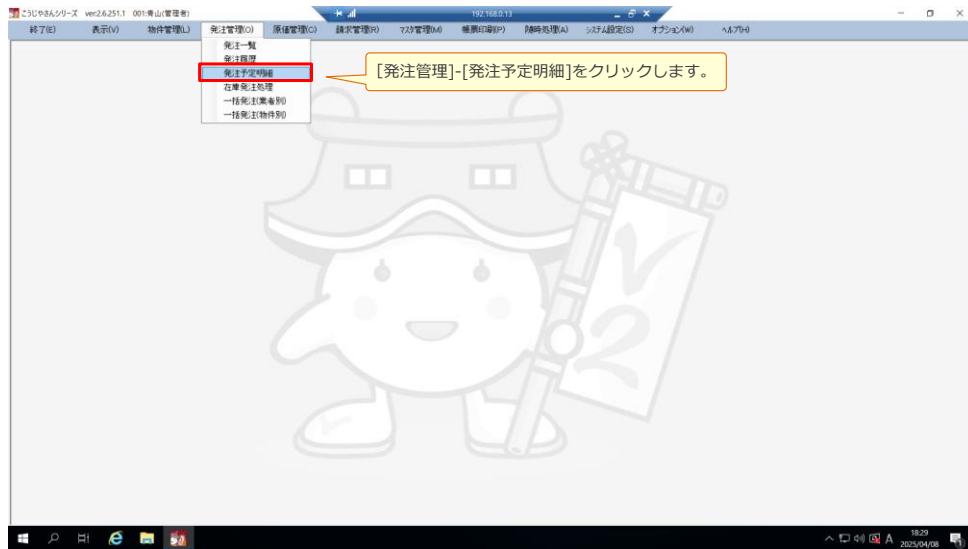 こうじやさんシリーズ ver:2.6.251.1 001:青山(管理者)
192.168.0.13
終了(E) 表示(V) 物件管理(L) 発注管理(O) 原価管理(C) 請求管理(R) マスタ管理(M) 帳票印刷(P) 随時処理(A) システム設定(S) オプション(W) ヘルプ(H)
発注一覧
発注履歴
発注予定明細
在庫発注処理
一括発注(業者別)
一括発注(物件別)
[発注管理]-[発注予定明細]をクリックします。
V2
A
18:29
2025/04/08